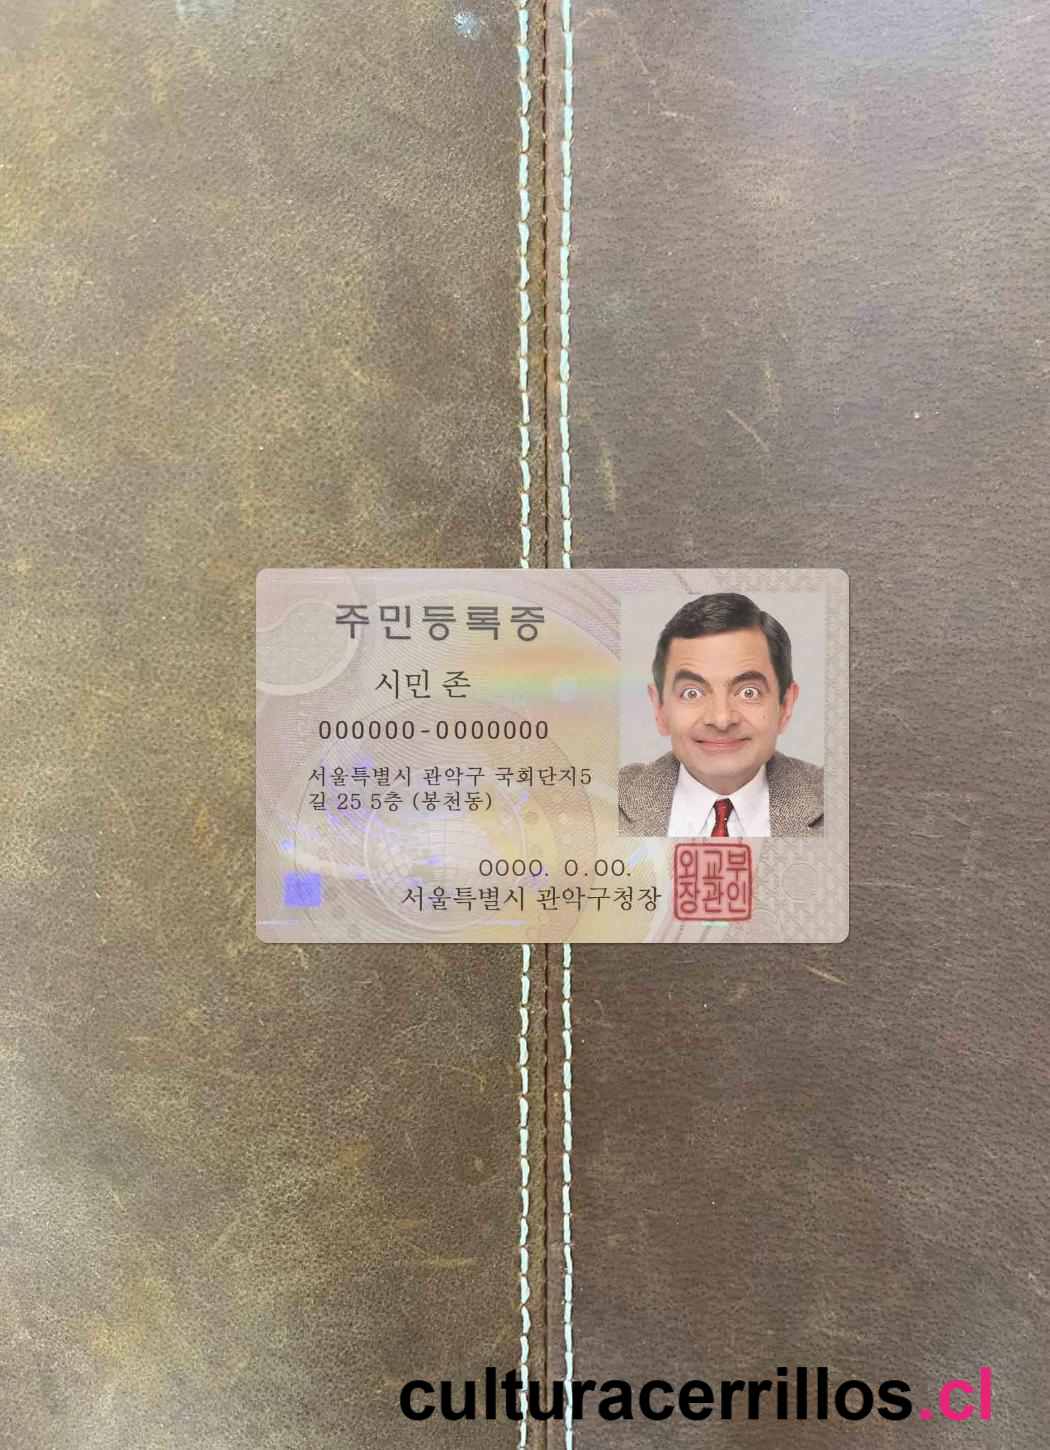 주민등록증
시민 존
000000-0000000
서울특별시 관악구 국회단지5
길 25 5층 (봉천동)
0000. 0.00.
서울특별시 관악구청장
외교부
장관인
culturacerrillos.cl